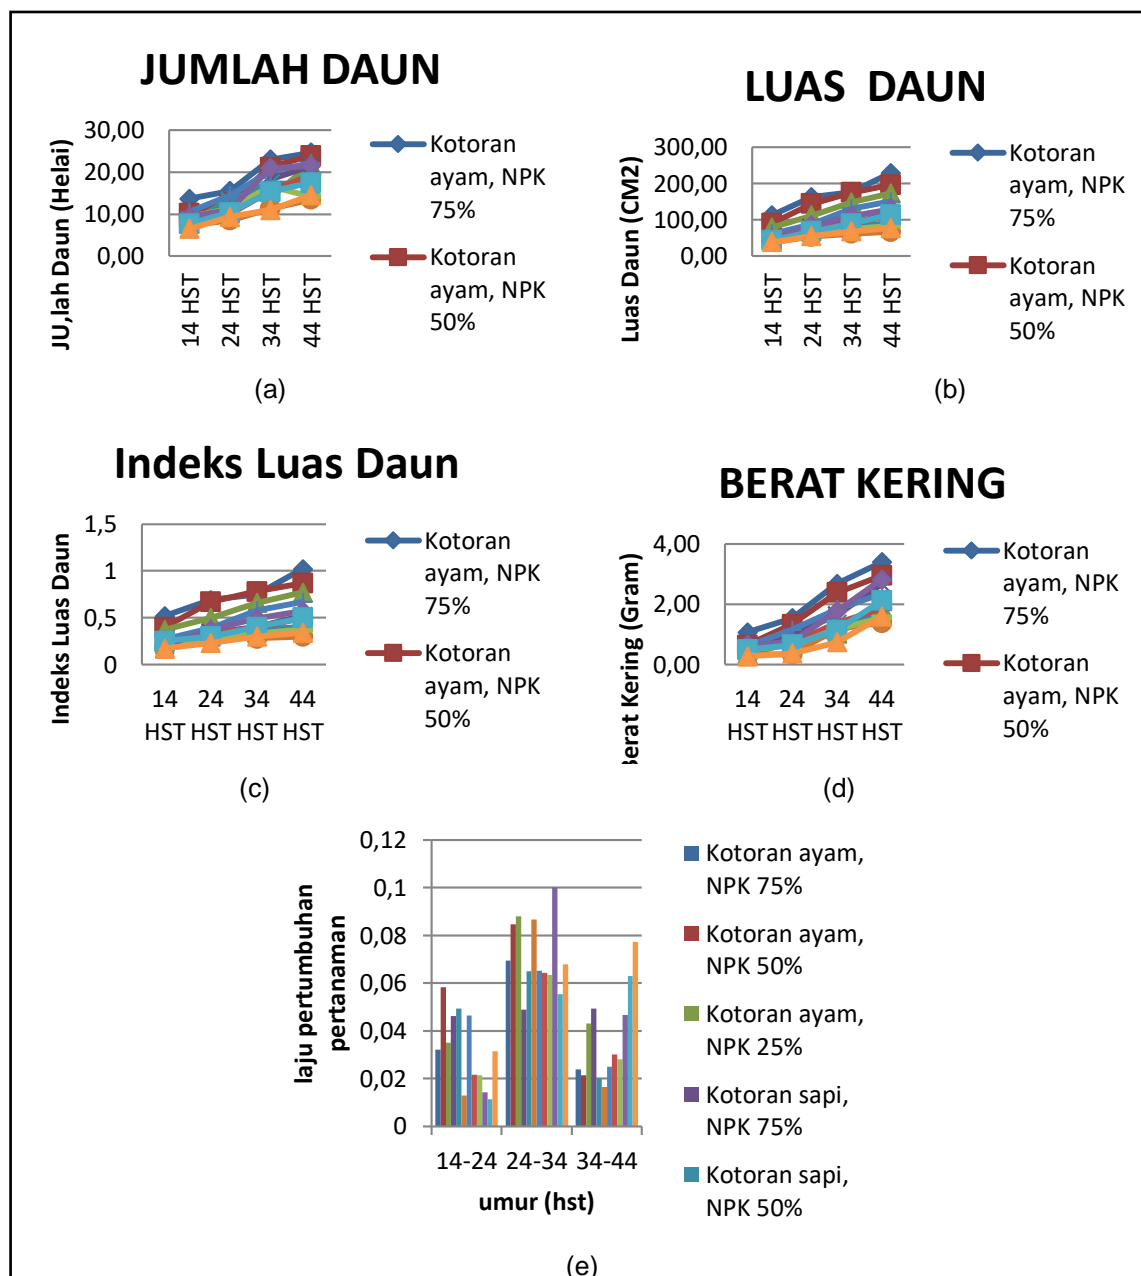 JUMLAH DAUN
JU,lah Daun (Helai)
30,00
20,00
10,00
0,00
14 HST
24 HST
34 HST
44 HST
Kotoran
ayam, NPK
75%
Kotoran
ayam, NPK
50%
(a)
LUAS DAUN
Luas Daun (CM2)
300,00
200,00
100,00
0,00
14 HST
24 HST
34 HST
44 HST
Kotoran
ayam, NPK
75%
Kotoran
ayam, NPK
50%
(b)
Indeks Luas Daun
Indeks Luas Daun
1,5
1
0,5
0
14 24 34 44
HST HST HST HST
Kotoran
ayam, NPK
75%
Kotoran
ayam, NPK
50%
(c)
BERAT KERING
Berat Kering (Gram)
4,00
2,00
0,00
14 24 34 44
HST HST HST HST
Kotoran
ayam, NPK
75%
Kotoran
ayam, NPK
50%
(d)
laju pertumbuhan
pertanaman
0,12
0,1
0,08
0,06
0,04
0,02
0
14-24 24-34 34-44
umur (hst)
Kotoran ayam,
NPK 75%
Kotoran ayam,
NPK 50%
Kotoran ayam,
NPK 25%
Kotoran sapi,
NPK 75%
Kotoran sapi,
NPK 50%
(e)